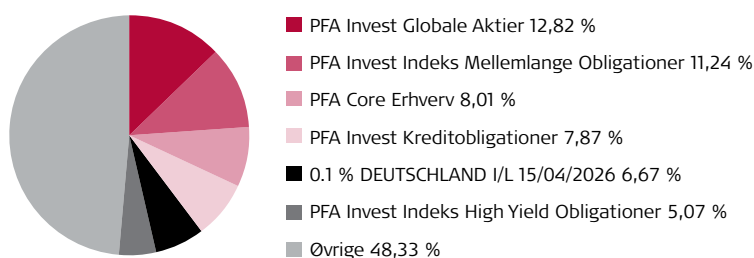 PFA Invest Globale Aktier 12,82 %
PFA Invest Indeks Mellemlange Obligationer 11,24 %
PFA Core Erhverv 8,01 %
PFA Invest Kreditobligationer 7,87 %
0.1 % DEUTSCHLAND I/L 15/04/2026 6,67 %
PFA Invest Indeks High Yield Obligationer 5,07 %
Øvrige 48,33 %